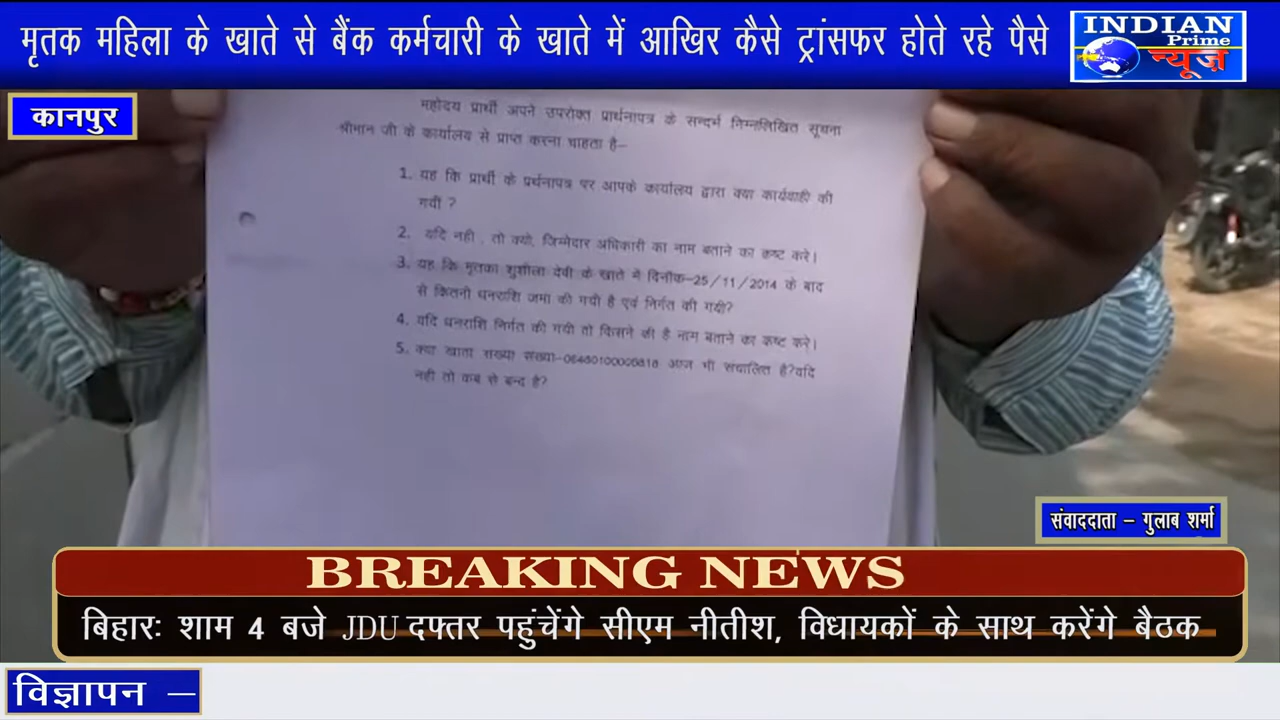 मृतक महिला के खाते से बैंक कर्मचारी के खाते में आखिर कैसे ट्रांसफर होते रहे पैसे
INDIAN
Prime
न्यूज़
कानपुर
महोदय प्रार्थी अपने उपरोक्त प्रार्थनापत्र के सन्दर्भ निम्नलिखित सूचना
श्रीमान जी के कार्यालय से प्राप्त करना चाहता है–
1. यह कि प्रार्थी के प्रर्थनापत्र पर आपके कार्यालय द्वारा क्या कार्यवाही की
गयी ?
2. यदि नही , तो क्यो, जिम्मेदार अधिकारी का नाम बताने का कष्ट करे।
3. यह कि मृतका शुशीला देवी के खाते में दिनाँक–25/11/2014 के बाद
से कितनी धनराशि जमा की गयी है एवं निर्गत की गयी?
4. यदि धनराशि निर्गत की गयी तो किसने की है नाम बताने का कष्ट करे।
5. क्या खाता सख्या संख्या– आज भी संचालित है?यदि
नही तो कब से बन्द है?
संवाददाता – गुलाब शर्मा
BREAKING NEWS
बिहारः शाम 4 बजे JDU दफ्तर पहुंचेंगे सीएम नीतीश, विधायकों के साथ करेंगे बैठक
विज्ञापन –